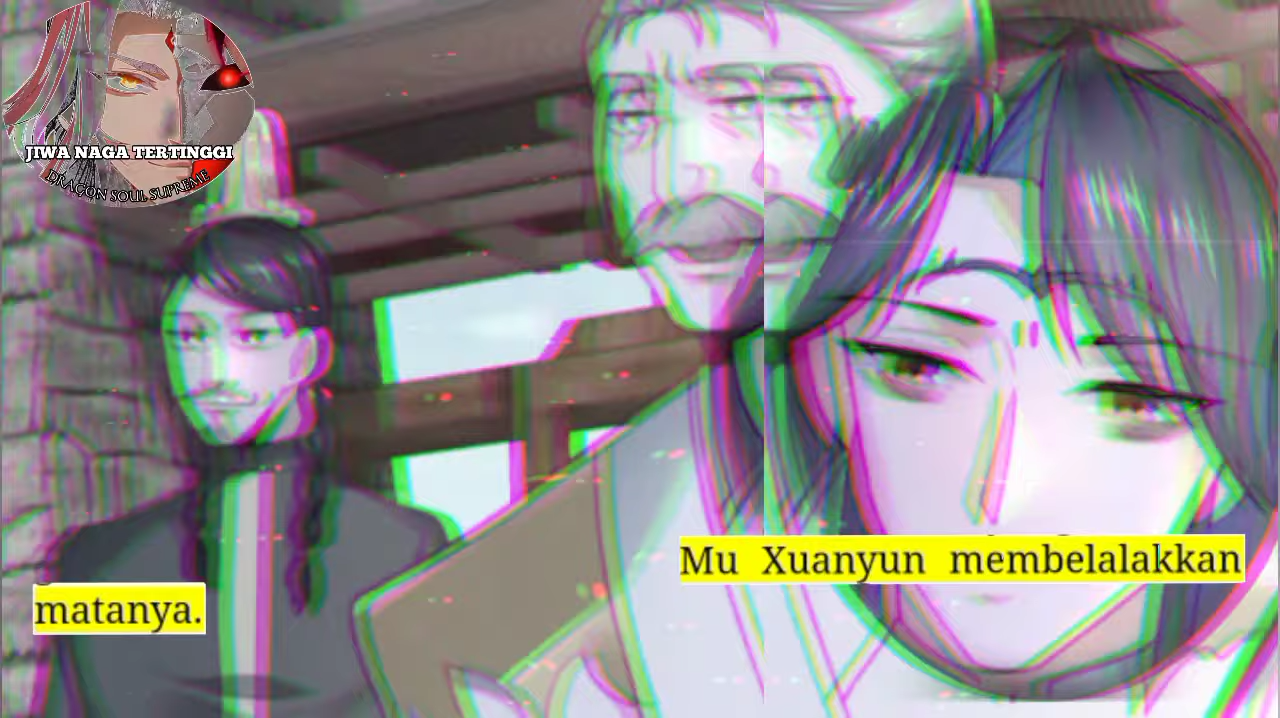 JIWA NAGA TERTINGGI
DRAGON SOUL SUPREME
Mu Xuanyun membelalakkan
matanya.